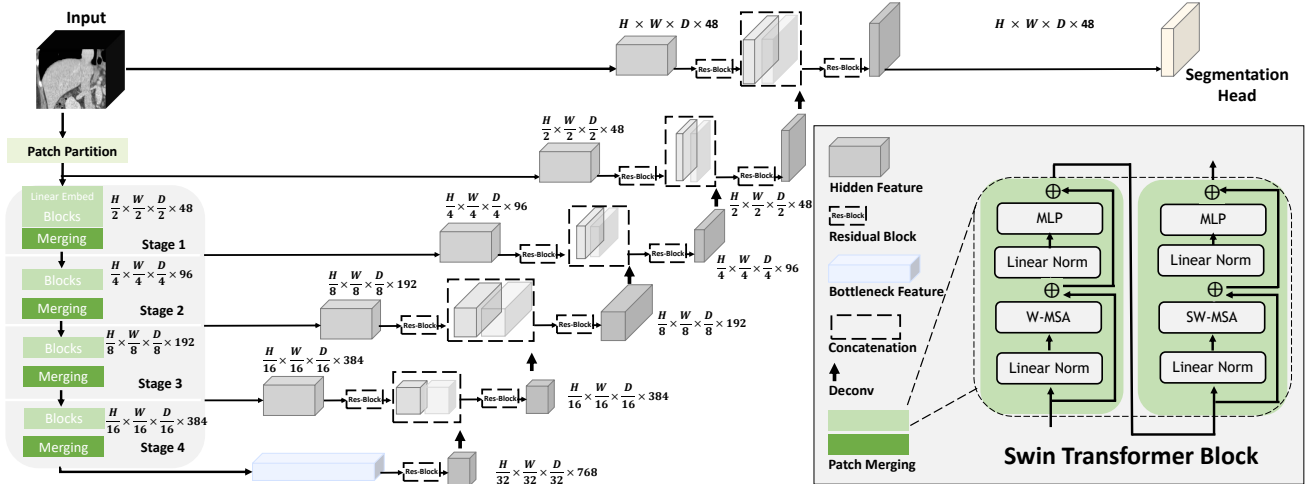 Input
H × W × D × 48
H × W × D × 48
Res-Block
Res-Block
Segmentation
Head
Patch Partition
H/2 × W/2 × D/2 × 48
Res-Block
Res-Block
H/2 × W/2 × D/2 × 48
Linear Embed
Blocks
Merging
H/2 × W/2 × D/2 × 48
Stage 1
H/4 × W/4 × D/4 × 96
Res-Block
Res-Block
H/4 × W/4 × D/4 × 96
Blocks
H/4 × W/4 × D/4 × 96
Merging
Stage 2
H/8 × W/8 × D/8 × 192
Res-Block
Res-Block
H/8 × W/8 × D/8 × 192
Blocks
H/8 × W/8 × D/8 × 192
Merging
Stage 3
H/16 × W/16 × D/16 × 384
Res-Block
Res-Block
H/16 × W/16 × D/16 × 384
Blocks
H/16 × W/16 × D/16 × 384
Merging
Stage 4
Res-Block
H/32 × W/32 × D/32 × 768
Hidden Feature
Res-Block
Residual Block
Bottleneck Feature
Concatenation
Deconv
Patch Merging
MLP
Linear Norm
W-MSA
Linear Norm
MLP
Linear Norm
SW-MSA
Linear Norm
Swin Transformer Block